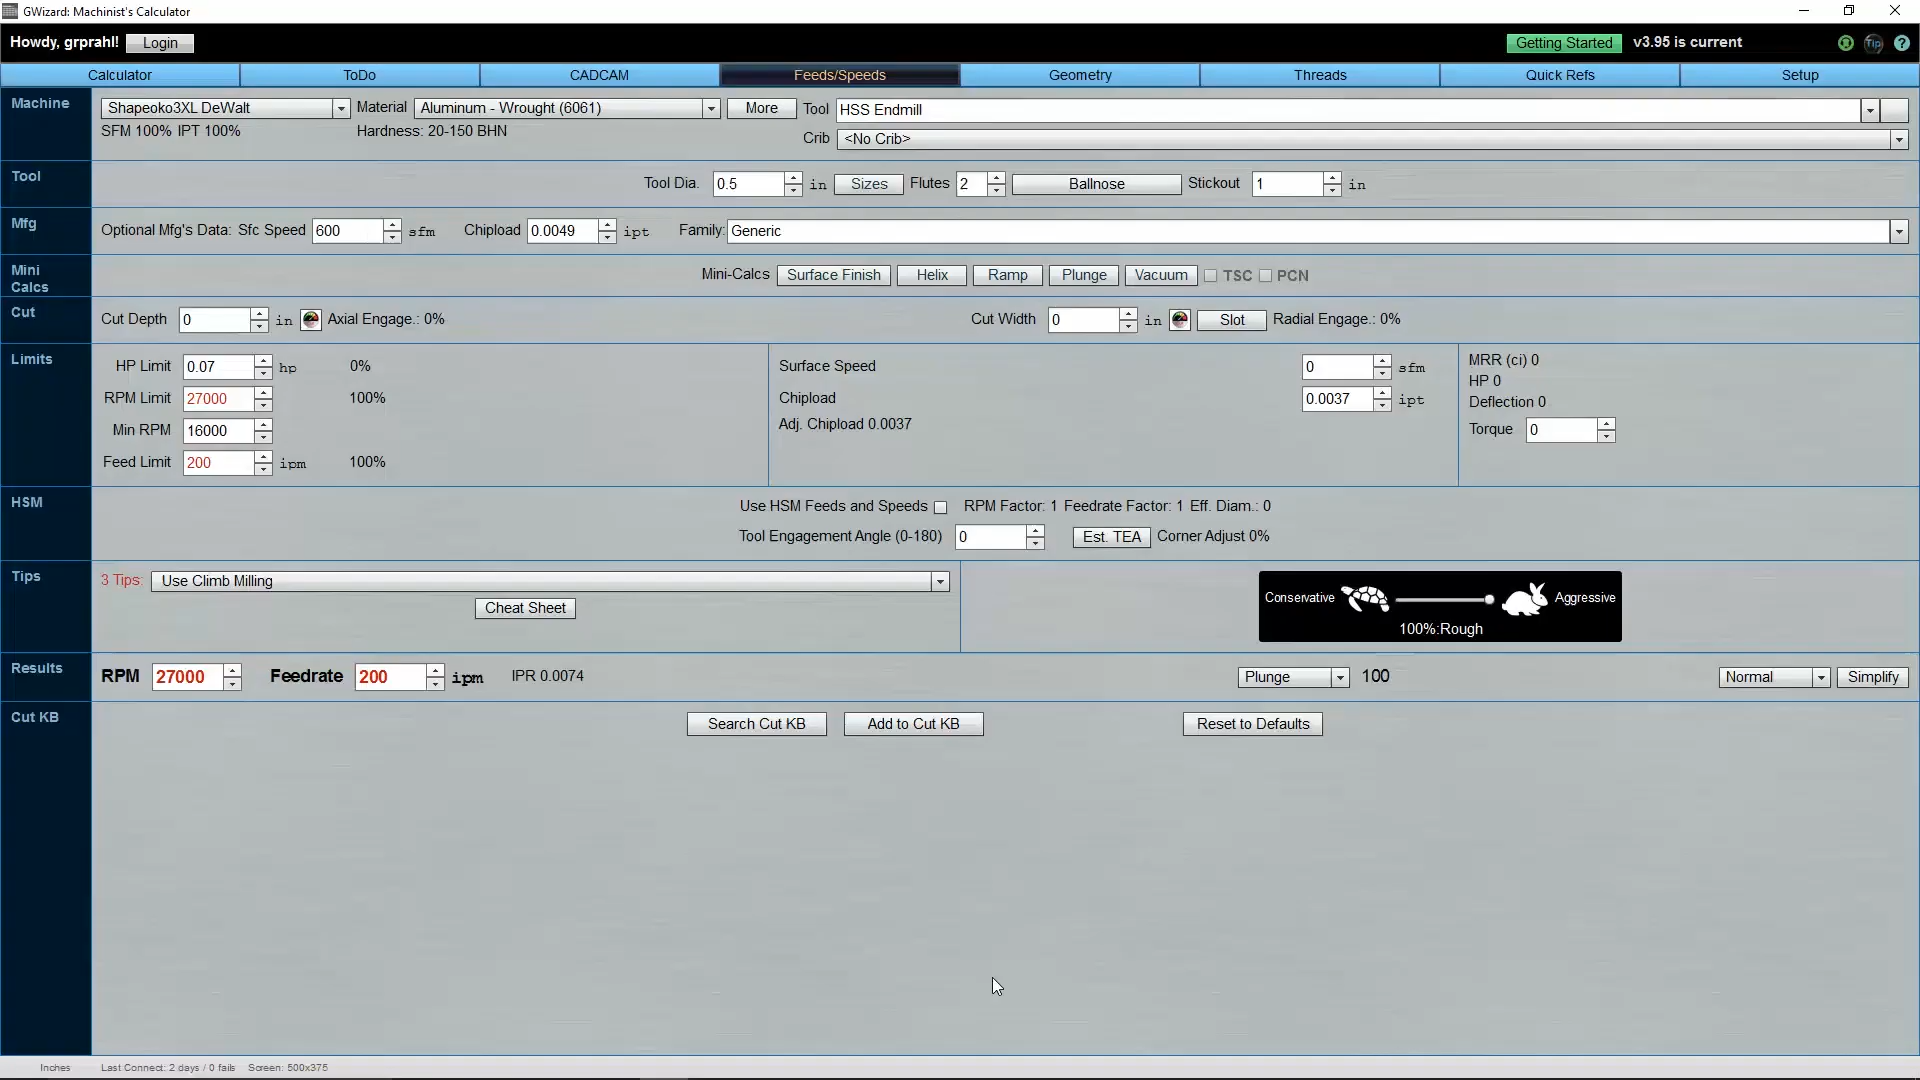 GWizard: Machinist's Calculator
Howdy, grprahl! Login Getting Started v3.95 is current Tip ?
Calculator ToDo CADCAM Feeds/Speeds Geometry Threads Quick Refs Setup
Machine Shapeoko3XL DeWalt Material Aluminum - Wrought (6061) More Tool HSS Endmill
SFM 100% IPT 100% Hardness: 20-150 BHN Crib <No Crib>
Tool Tool Dia. 0.5 in Sizes Flutes 2 Ballnose Stickout 1 in
Mfg Optional Mfg's Data: Sfc Speed 600 sfm Chipload 0.0049 ipt Family: Generic
Mini Calcs Mini-Calcs Surface Finish Helix Ramp Plunge Vacuum TSC PCN
Cut Cut Depth 0 in Axial Engage.: 0% Cut Width 0 in Slot Radial Engage.: 0%
Limits HP Limit 0.07 hp 0% Surface Speed 0 sfm MRR (ci) 0
HP 0
RPM Limit 27000 100% Chipload 0.0037 ipt Deflection 0
Min RPM 16000 Adj. Chipload 0.0037 Torque 0
Feed Limit 200 ipm 100%
HSM Use HSM Feeds and Speeds RPM Factor: 1 Feedrate Factor: 1 Eff. Diam.: 0
Tool Engagement Angle (0-180) 0 Est. TEA Corner Adjust 0%
Tips 3 Tips: Use Climb Milling Conservative Aggressive
Cheat Sheet 100%:Rough
Results RPM 27000 Feedrate 200 ipm IPR 0.0074 Plunge 100 Normal Simplify
Cut KB Search Cut KB Add to Cut KB Reset to Defaults
Inches Last Connect: 2 days / 0 fails Screen: 500x375